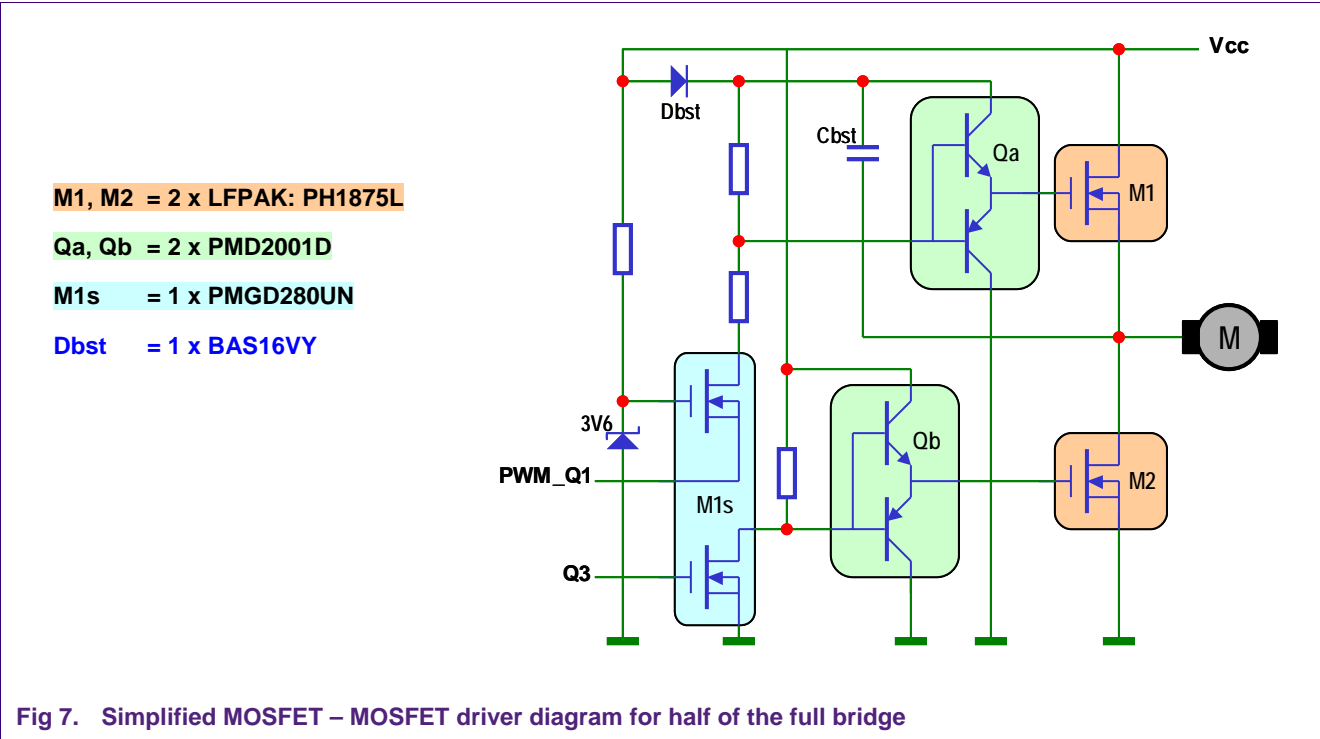 Vcc
Dbst
Cbst
Qa
M1
M1, M2 = 2 x LFPAK: PH1875L
Qa, Qb = 2 x PMD2001D
M1s = 1 x PMGD280UN
Dbst = 1 x BAS16VY
M
3V6
Qb
PWM_Q1
M2
M1s
Q3
Fig 7. Simplified MOSFET – MOSFET driver diagram for half of the full bridge